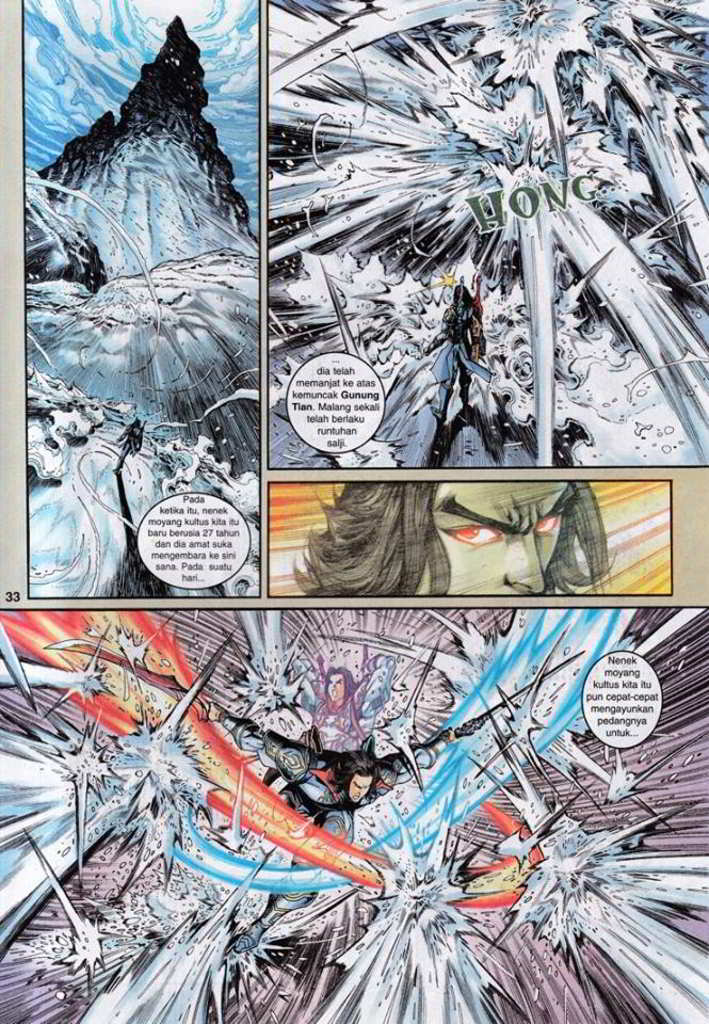 Pada
ketika itu, nenek
moyang kultus kita itu
baru berusia 27 tahun
dan dia amat suka
mengembara ke sini
sana. Pada suatu
hari...
HONG
...
dia telah
memanjat ke atas
kemuncak Gunung
Tian. Malang sekali
telah berlaku
runtuhan
salji.
33
Nenek
moyang
kultus kita itu
pun cepat-cepat
mengayunkan
pedangnya
untuk...